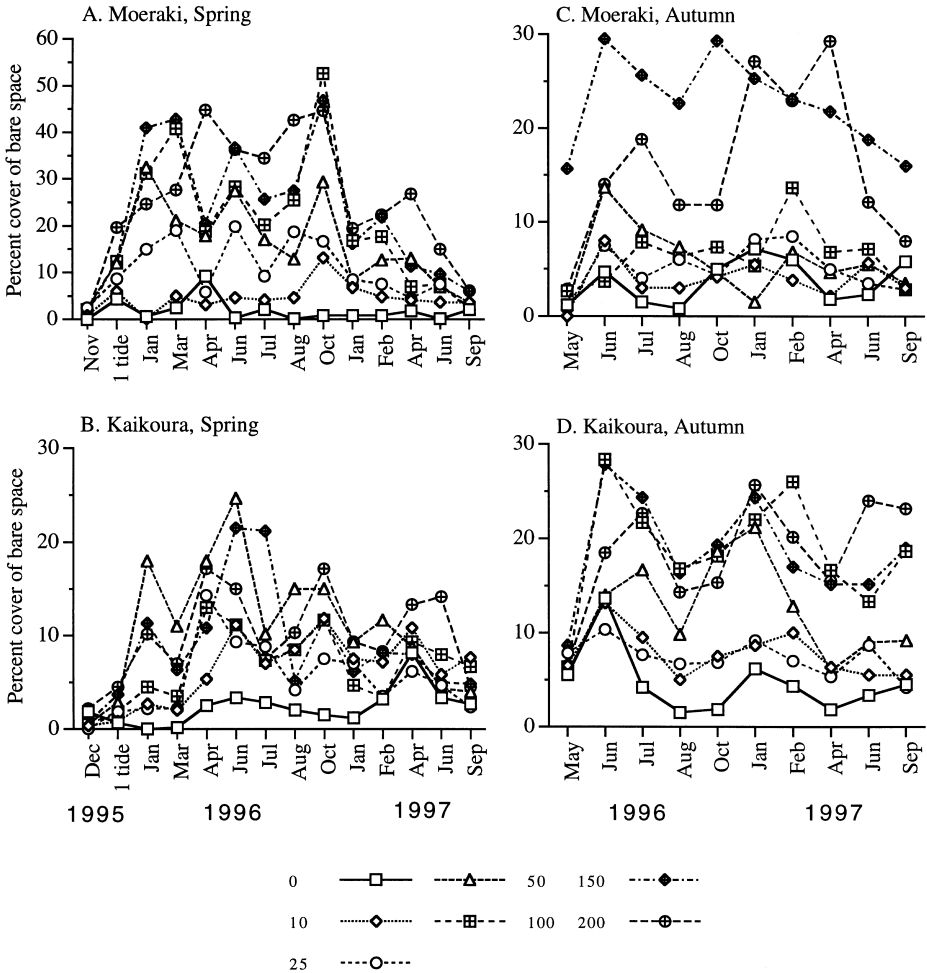 A. Moeraki, Spring
Percent cover of bare space
60
50
40
30
20
10
0
Nov
1 tide
Jan
Mar
Apr
Jun
Jul
Aug
Oct
Jan
Feb
Apr
Jun
Sep
C. Moeraki, Autumn
30
20
10
0
May
Jun
Jul
Aug
Oct
Jan
Feb
Apr
Jun
Sep
B. Kaikoura, Spring
Percent cover of bare space
30
20
10
0
Dec
1 tide
Jan
Mar
Apr
Jun
Jul
Aug
Oct
Jan
Feb
Apr
Jun
Sep
1995 1996 1997
D. Kaikoura, Autumn
30
20
10
0
May
Jun
Jul
Aug
Oct
Jan
Feb
Apr
Jun
Sep
1996 1997
0 50 150
10 100 200
25